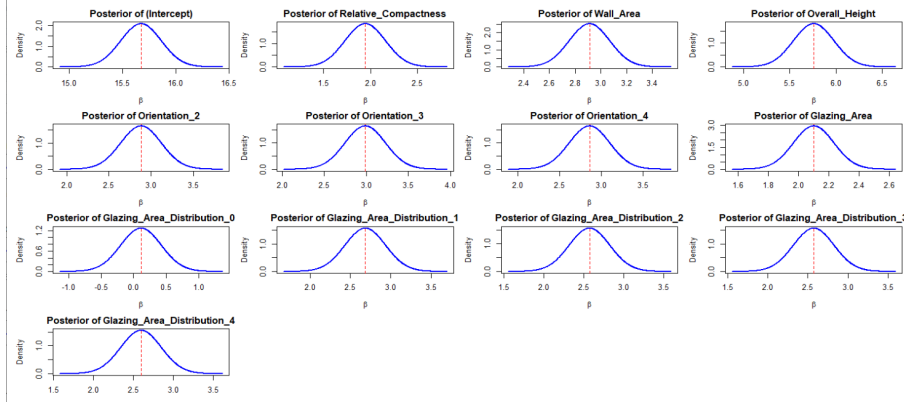 Posterior of (Intercept)
Density
0.0 1.0 2.0
15.0 15.5 16.0 16.5
β
Posterior of Relative_Compactness
Density
0.0 1.0
1.5 2.0 2.5
β
Posterior of Wall_Area
Density
0.0 1.0 2.0
2.4 2.6 2.8 3.0 3.2 3.4
β
Posterior of Overall_Height
Density
0.0 1.0
5.0 5.5 6.0 6.5
β
Posterior of Orientation_2
Density
0.0 1.0
2.0 2.5 3.0 3.5
β
Posterior of Orientation_3
Density
0.0 1.0
2.0 2.5 3.0 3.5 4.0
β
Posterior of Orientation_4
Density
0.0 1.0
2.0 2.5 3.0 3.5
β
Posterior of Glazing_Area
Density
0.0 1.5 3.0
1.6 1.8 2.0 2.2 2.4 2.6
β
Posterior of Glazing_Area_Distribution_0
Density
0.0 0.6 1.2
-1.0 -0.5 0.0 0.5 1.0
β
Posterior of Glazing_Area_Distribution_1
Density
0.0 1.0
2.0 2.5 3.0 3.5
β
Posterior of Glazing_Area_Distribution_2
Density
0.0 1.0
1.5 2.0 2.5 3.0 3.5
β
Posterior of Glazing_Area_Distribution_3
Density
0.0 1.0
1.5 2.0 2.5 3.0 3.5
β
Posterior of Glazing_Area_Distribution_4
Density
0.0 1.0
1.5 2.0 2.5 3.0 3.5